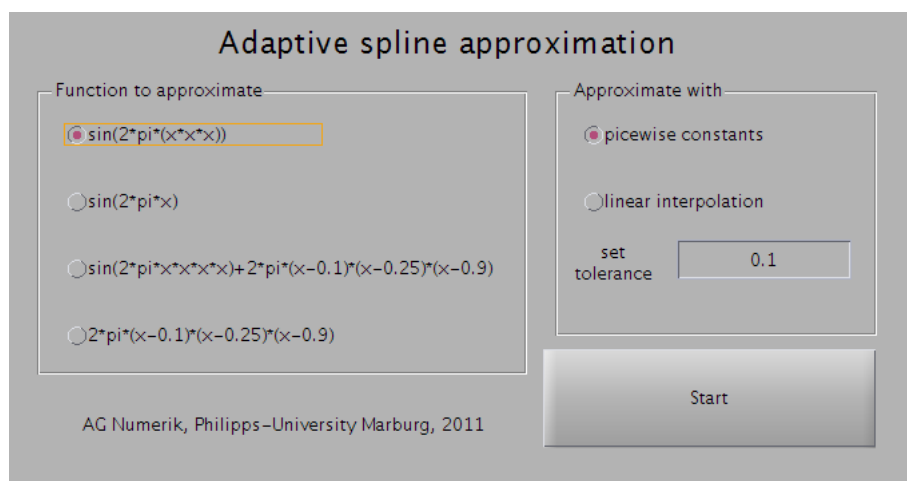 Adaptive spline approximation
Function to approximate
sin(2*pi*(x*x*x))
sin(2*pi*x)
sin(2*pi*x*x*x*x)+2*pi*(x-0.1)*(x-0.25)*(x-0.9)
2*pi*(x-0.1)*(x-0.25)*(x-0.9)
Approximate with
picewise constants
linear interpolation
set
tolerance
0.1
Start
AG Numerik, Philipps-University Marburg, 2011